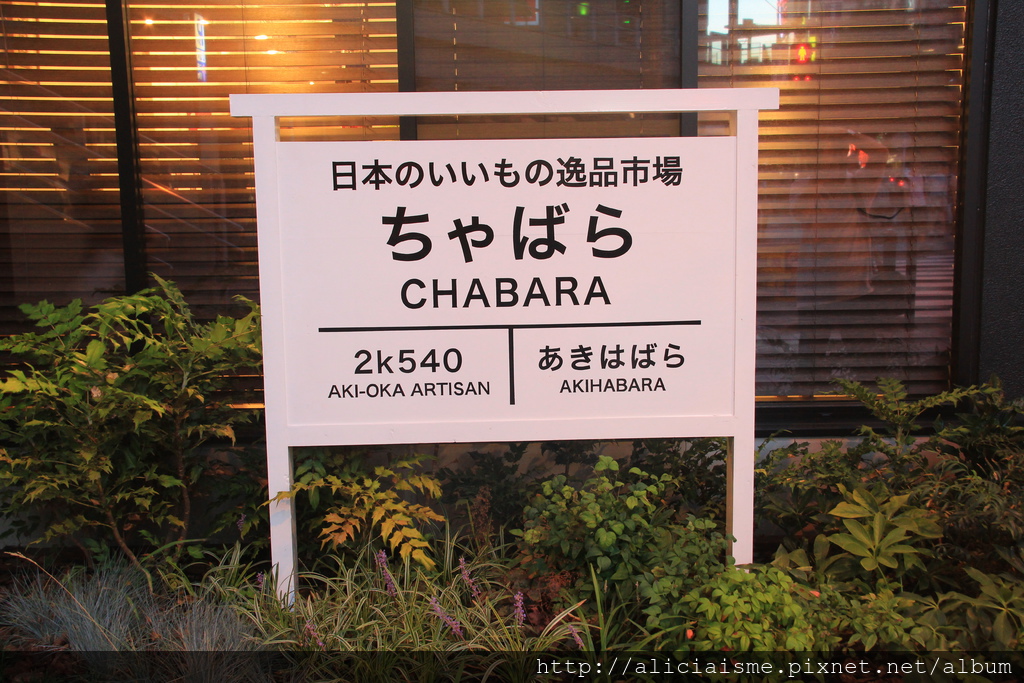 日本のいいもの逸品市場
ちゃばら
CHABARA
2k540
AKI-OKA ARTISAN
あきはばら
AKIHABARA
http://aliciaisme.pixnet.net/album